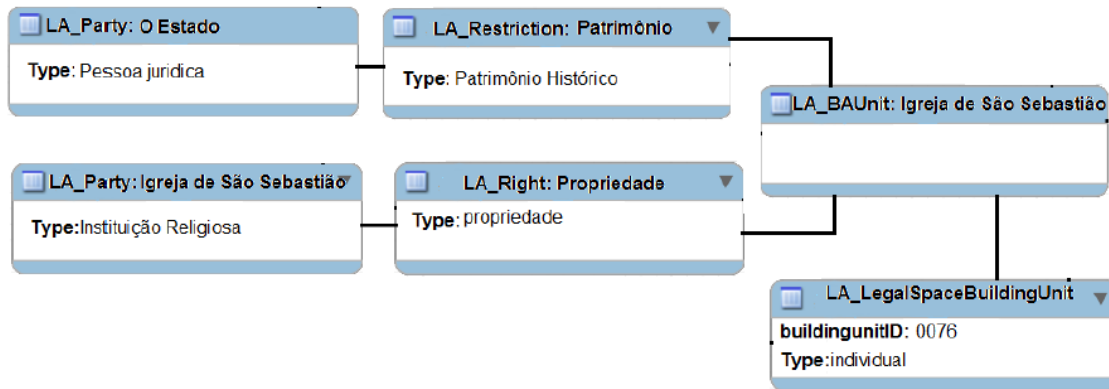 LA_Party: O Estado
Type: Pessoa juridica
LA_Restriction: Patrimônio
Type: Patrimônio Histórico
LA_BAUnit: Igreja de São Sebastião
LA_Party: Igreja de São Sebastião
Type:Instituição Religiosa
LA_Right: Propriedade
Type: propriedade
LA_LegalSpaceBuildingUnit
buildingunitID: 0076
Type:individual